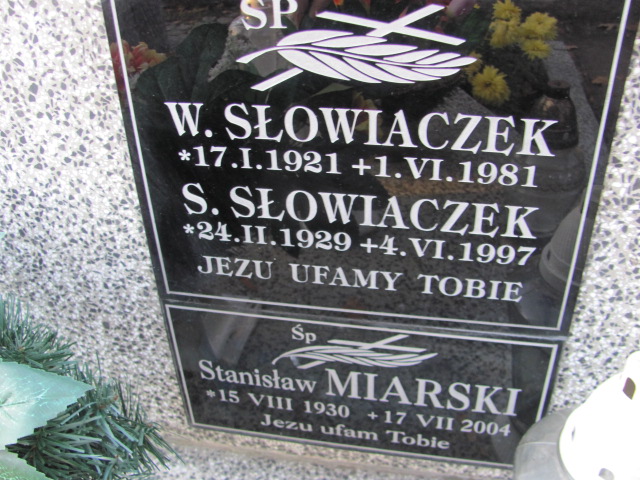 ŚP
W. SŁOWIACZEK
*17.I.1921 +1.VI.1981
S. SŁOWIACZEK
*24.II.1929 +4.VI.1997
JEZU UFAMY TOBIE
Śp
Stanisław MIARSKI
*15 VIII 1930 +17 VII 2004
Jezu ufam Tobie